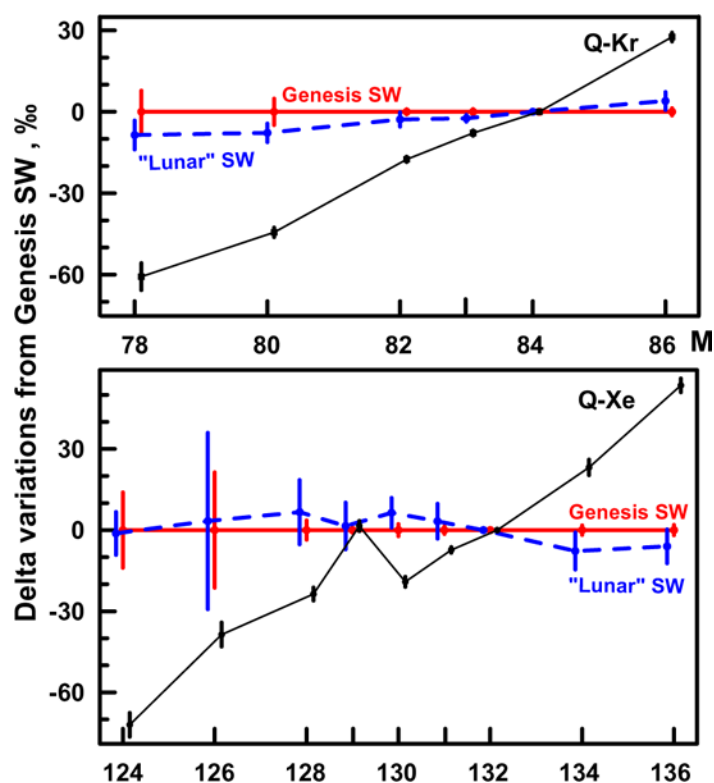 Delta variations from Genesis SW , ‰
30
0
-30
-60
Q-Kr
Genesis SW
"Lunar" SW
78 80 82 84 86 M
30
0
-30
-60
Q-Xe
Genesis SW
"Lunar" SW
124 126 128 130 132 134 136